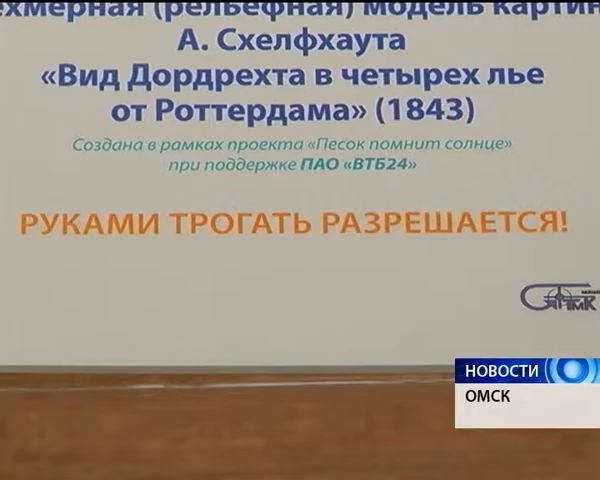 ехмерная (рельефная) модель картин
А. Схелфхаута
«Вид Дордрехта в четырех лье
от Роттердама» (1843)
Создана в рамках проекта «Песок помнит солнце»
при поддержке ПАО «ВТБ24»
РУКАМИ ТРОГАТЬ РАЗРЕШАЕТСЯ!
НОВОСТИ
ОМСК